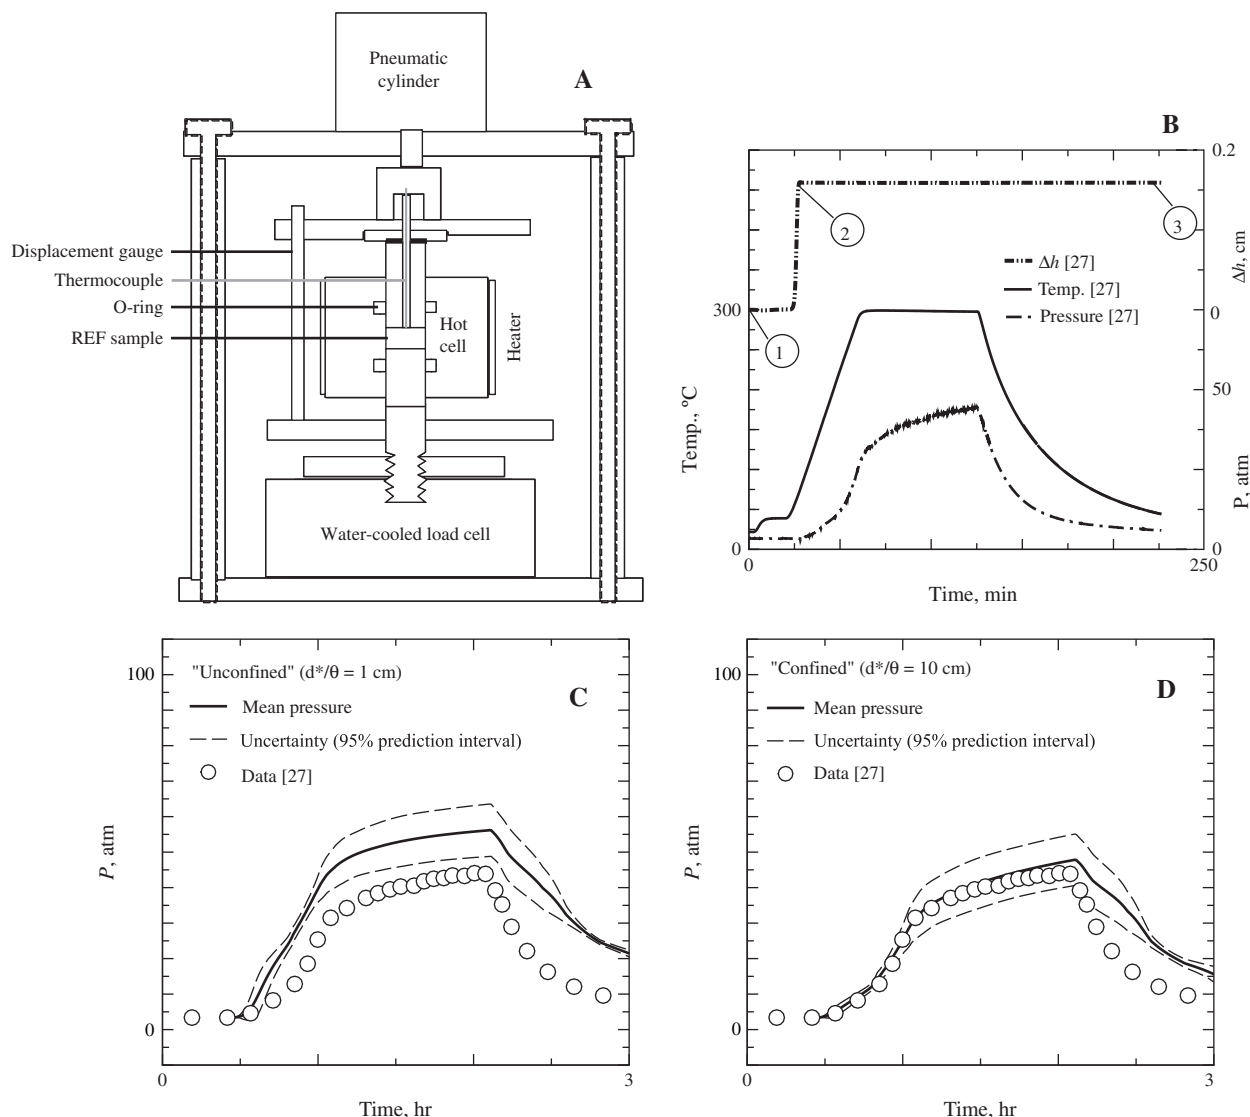 Pneumatic
cylinder
A
Displacement gauge
Thermocouple
O-ring
REF sample
Hot
cell
Heater
Water-cooled load cell
B
0.2
2
3
Δh [27]
Temp. [27]
Pressure [27]
Δh, cm
300
0
1
50
Temp., ºC
P, atm
0
0
0
250
Time, min
"Unconfined" (d*/θ = 1 cm)
C
100
Mean pressure
Uncertainty (95% prediction interval)
Data [27]
P, atm
0
0
3
Time, hr
"Confined" (d*/θ = 10 cm)
D
100
Mean pressure
Uncertainty (95% prediction interval)
Data [27]
P, atm
0
0
3
Time, hr